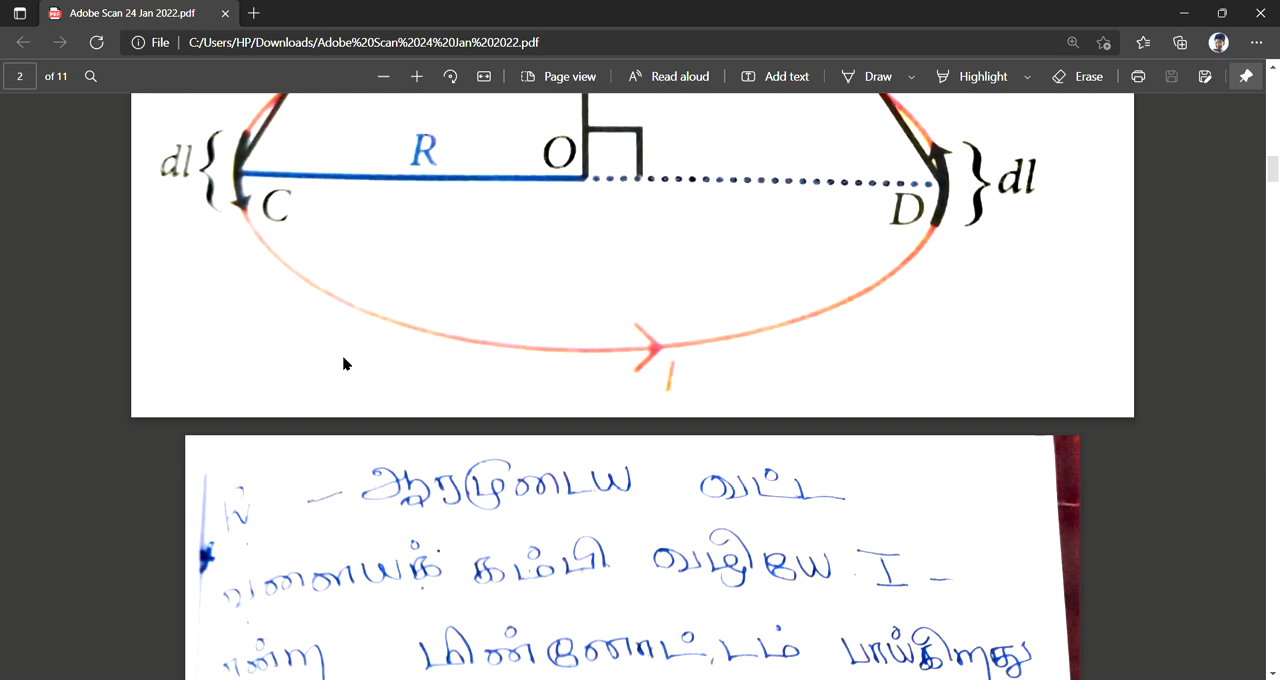 Adobe Scan 24 Jan 2022.pdf
File C:/Users/HP/Downloads/Adobe%20Scan%2024%20Jan%202022.pdf
2 of 11 Page view Read aloud Add text Draw Highlight Erase
dl R O dl
C D
I
R – ஆரமுடைய வட்ட
வளையக் கம்பி வழியே I –
என்ற மின்னோட்டம் பாய்கிறது